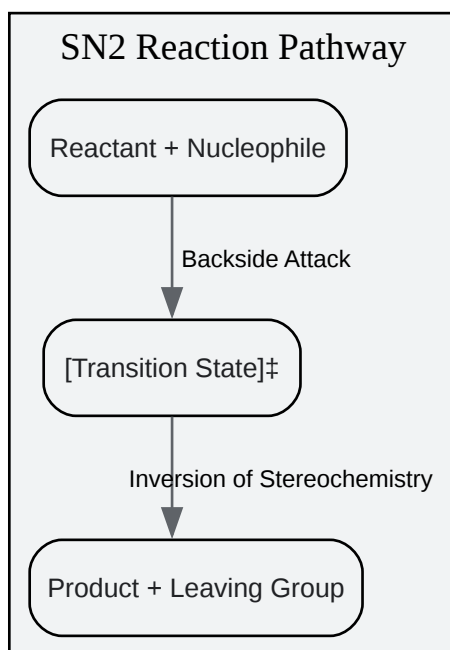 SN2 Reaction Pathway
Reactant + Nucleophile
Backside Attack
[Transition State]‡
Inversion of Stereochemistry
Product + Leaving Group